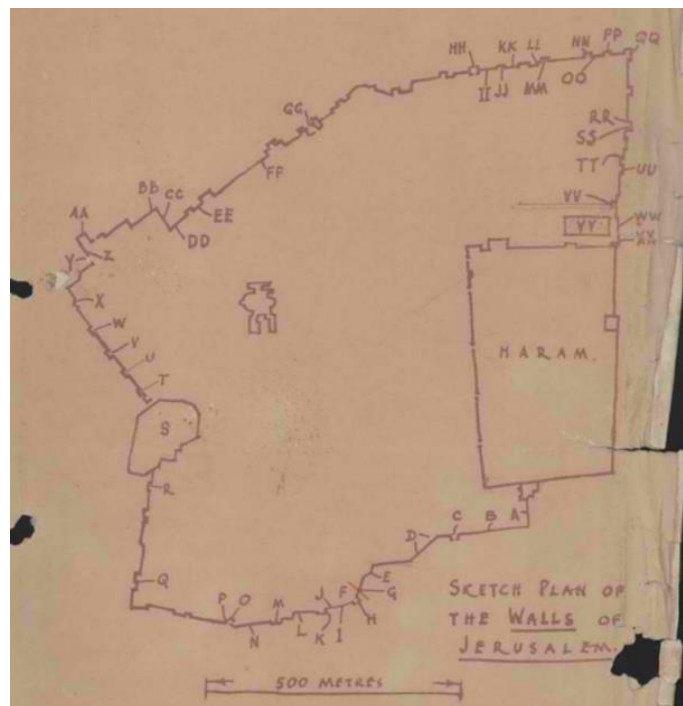 HH
II
JJ
KK
LL
MM
NN
OO
PP
QQ
GG
FF
RR
SS
TT
UU
VV
WW
XX
YY
BB
CC
EE
DD
AA
Y
Z
X
W
V
U
T
HARAM.
S
R
Q
P
O
N
M
L
K
J
I
H
G
F
E
D
C
B
A
SKETCH PLAN OF
THE WALLS OF
JERUSALEM.
500 METRES